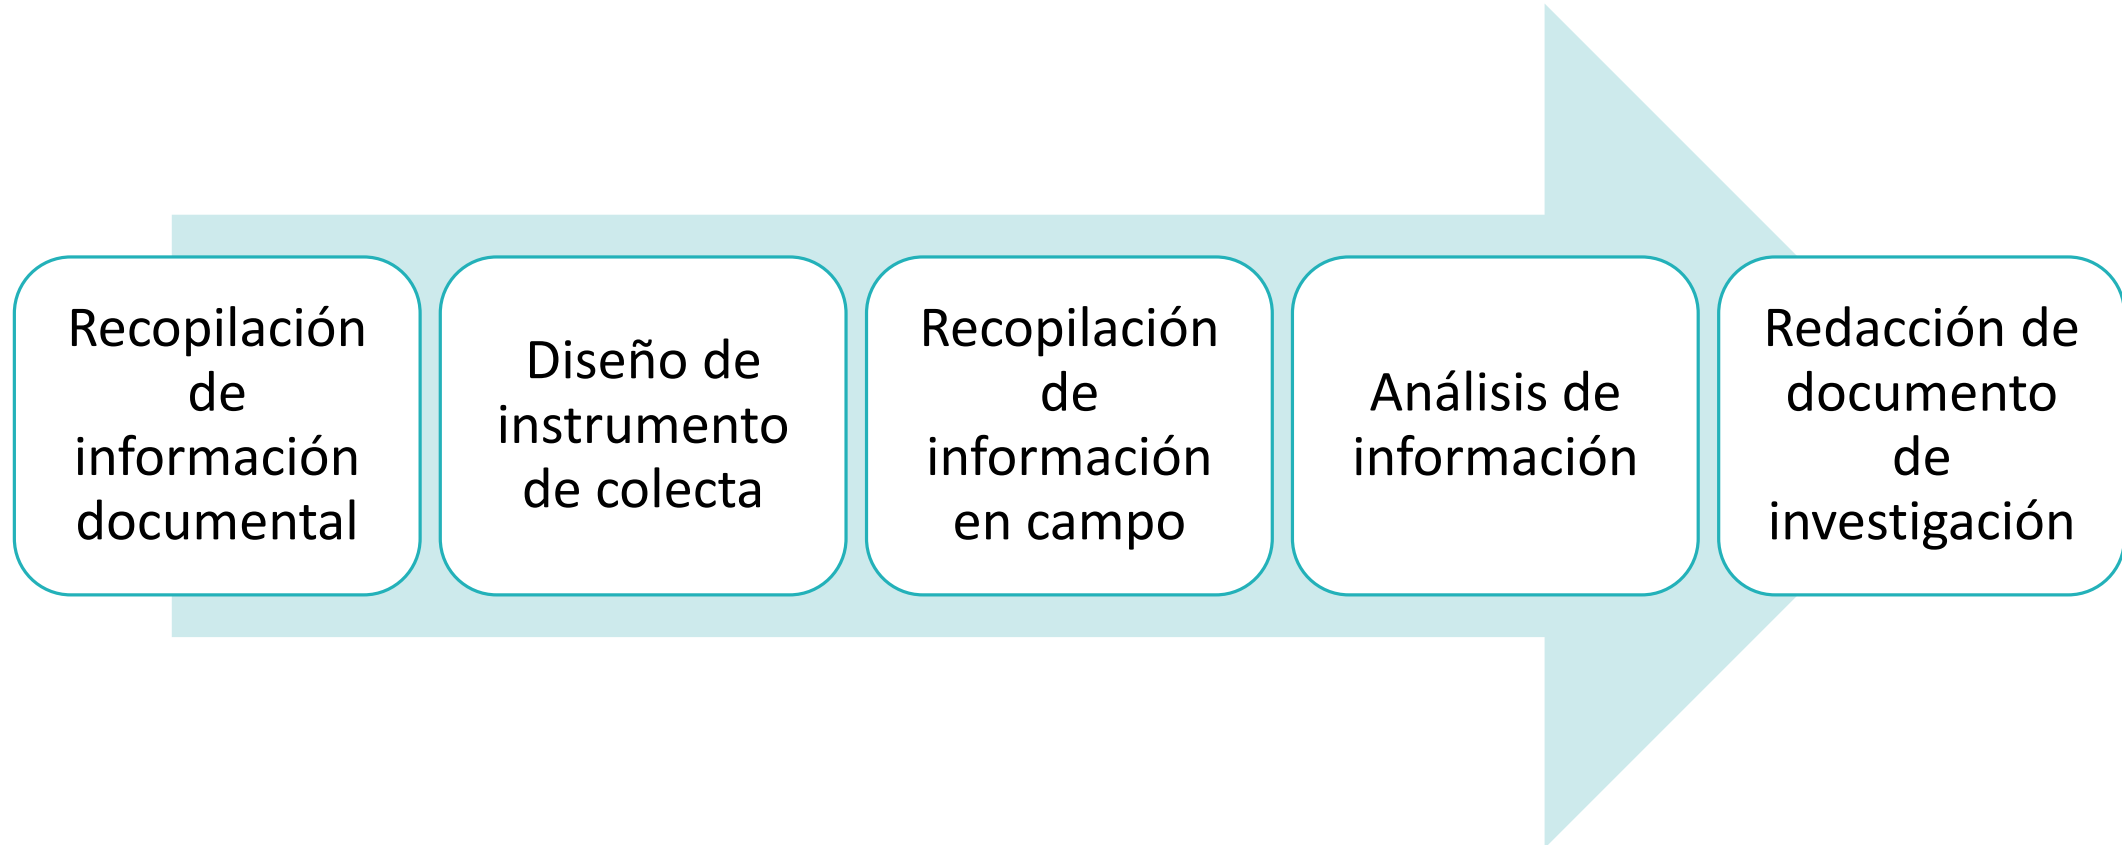 Recopilación
de
información
documental
Diseño de
instrumento
de colecta
Recopilación
de
información
en campo
Análisis de
información
Redacción de
documento
de
investigación